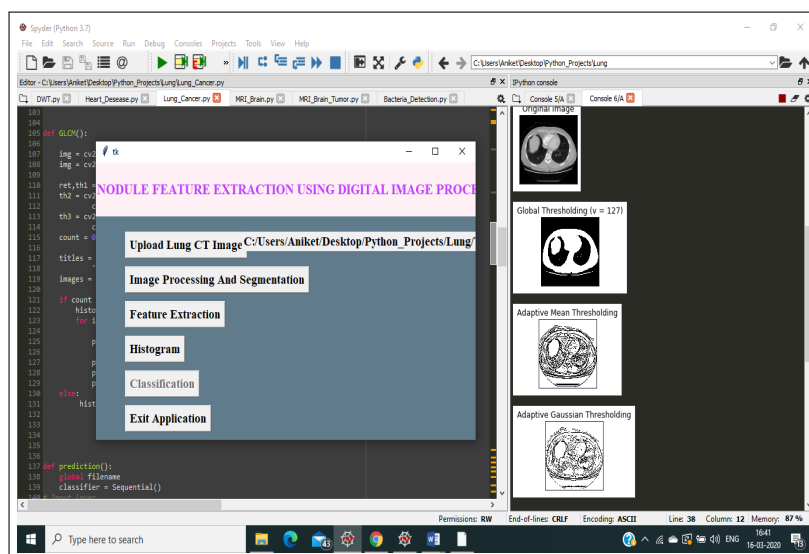 Spyder (Python 3.7)
File Edit Search Source Run Debug Consoles Projects Tools View Help
C:\Users\Aniket\Desktop\Python_Projects\Lung
Editor - C:\Users\Aniket\Desktop\Python_Projects\Lung\Lung_Cancer.py
IPython console
DWT.py Heart_Desease.py Lung_Cancer.py MRI_Brain.py MRI_Brain_Tumor.py Bacteria_Detection.py
Console 5/A Console 6/A
103
104
105 def GLCM():
106
107 img = cv2
108 img = cv2
109
110 ret,th1 =
111 th2 = cv2
112 c
113 th3 = cv2
114 c
115 count = 0
116
117 titles =
118
119 images =
120
121 if count
122 histo
123 for i
124
125 p
126
127 p
128 p
129 p
130 else:
131 hist
132
133
134
135
136
137 def prediction():
138 global filename
139 classifier = Sequential()
140 # Input layer
tk
NODULE FEATURE EXTRACTION USING DIGITAL IMAGE PROCE
Upload Lung CT Image C:/Users/Aniket/Desktop/Python_Projects/Lung/
Image Processing And Segmentation
Feature Extraction
Histogram
Classification
Exit Application
Original Image
Global Thresholding (v = 127)
Adaptive Mean Thresholding
Adaptive Gaussian Thresholding
Permissions: RW End-of-lines: CRLF Encoding: ASCII Line: 38 Column: 12 Memory: 87 %
Type here to search
43
ENG
16:41
16-03-2020
13